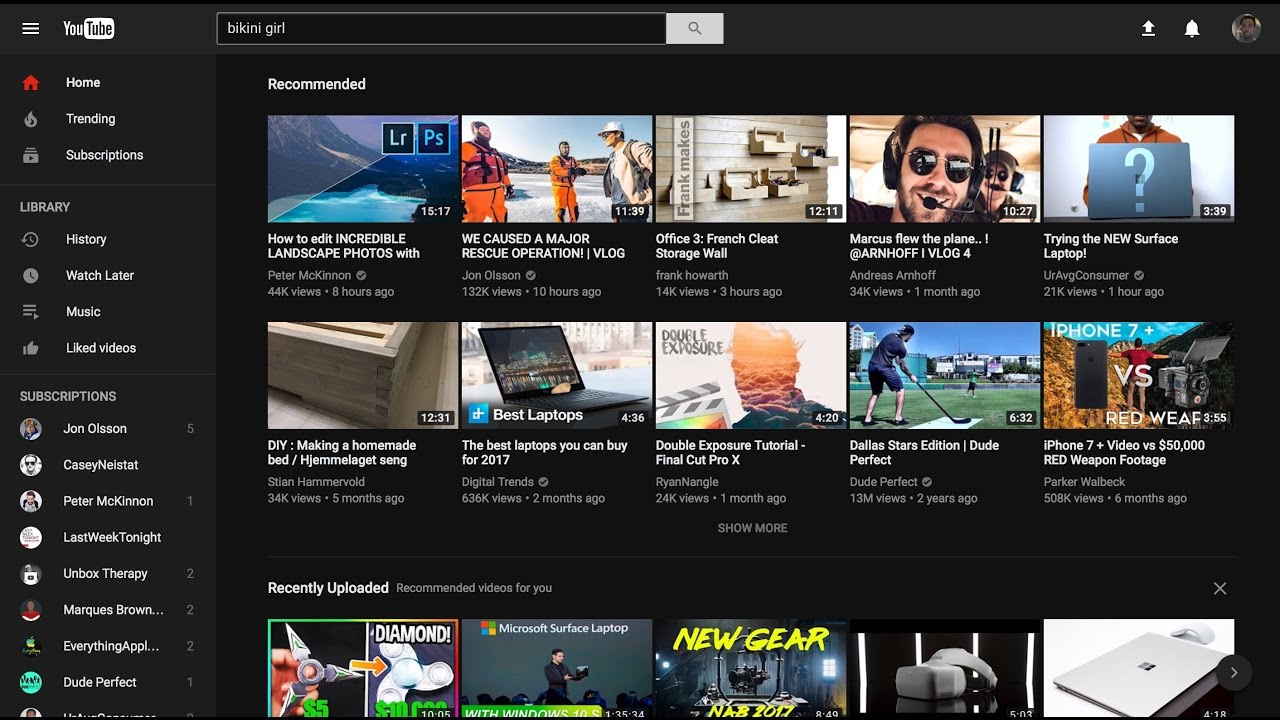 YouTube
bikini girl
Home
Trending
Subscriptions
LIBRARY
History
Watch Later
Music
Liked videos
SUBSCRIPTIONS
Jon Olsson 5
CaseyNeistat
Peter McKinnon 1
LastWeekTonight
Unbox Therapy 2
Marques Brown... 2
EverythingAppl... 2
Dude Perfect 1
UrAvgConsumer 2
Recommended
Lr Ps
15:17
11:39
Frank makes
12:11
10:27
?
3:39
How to edit INCREDIBLE
LANDSCAPE PHOTOS with
Peter McKinnon
44K views • 8 hours ago
WE CAUSED A MAJOR
RESCUE OPERATION! | VLOG
Jon Olsson
132K views • 10 hours ago
Office 3: French Cleat
Storage Wall
frank howarth
14K views • 3 hours ago
Marcus flew the plane.. !
@ARNHOFF I VLOG 4
Andreas Arnhoff
34K views • 1 month ago
Trying the NEW Surface
Laptop!
UrAvgConsumer
21K views • 1 hour ago
12:31
Best Laptops
4:36
DOUBLE
EXPOSURE
4:20
6:32
IPHONE 7 +
VS
RED WEAP
3:55
DIY : Making a homemade
bed / Hjemmelaget seng
Stian Hammervold
34K views • 5 months ago
The best laptops you can buy
for 2017
Digital Trends
636K views • 2 months ago
Double Exposure Tutorial -
Final Cut Pro X
RyanNangle
24K views • 1 month ago
Dallas Stars Edition | Dude
Perfect
Dude Perfect
13M views • 2 years ago
iPhone 7 + Video vs $50,000
RED Weapon Footage
Parker Walbeck
508K views • 6 months ago
SHOW MORE
Recently Uploaded Recommended videos for you
DIAMOND!
$5
$10,000
10:05
Microsoft Surface Laptop
WITH WINDOWS 10 S
1:35:34
NEW GEAR
NAB 2017
8:49
5:03
4:18